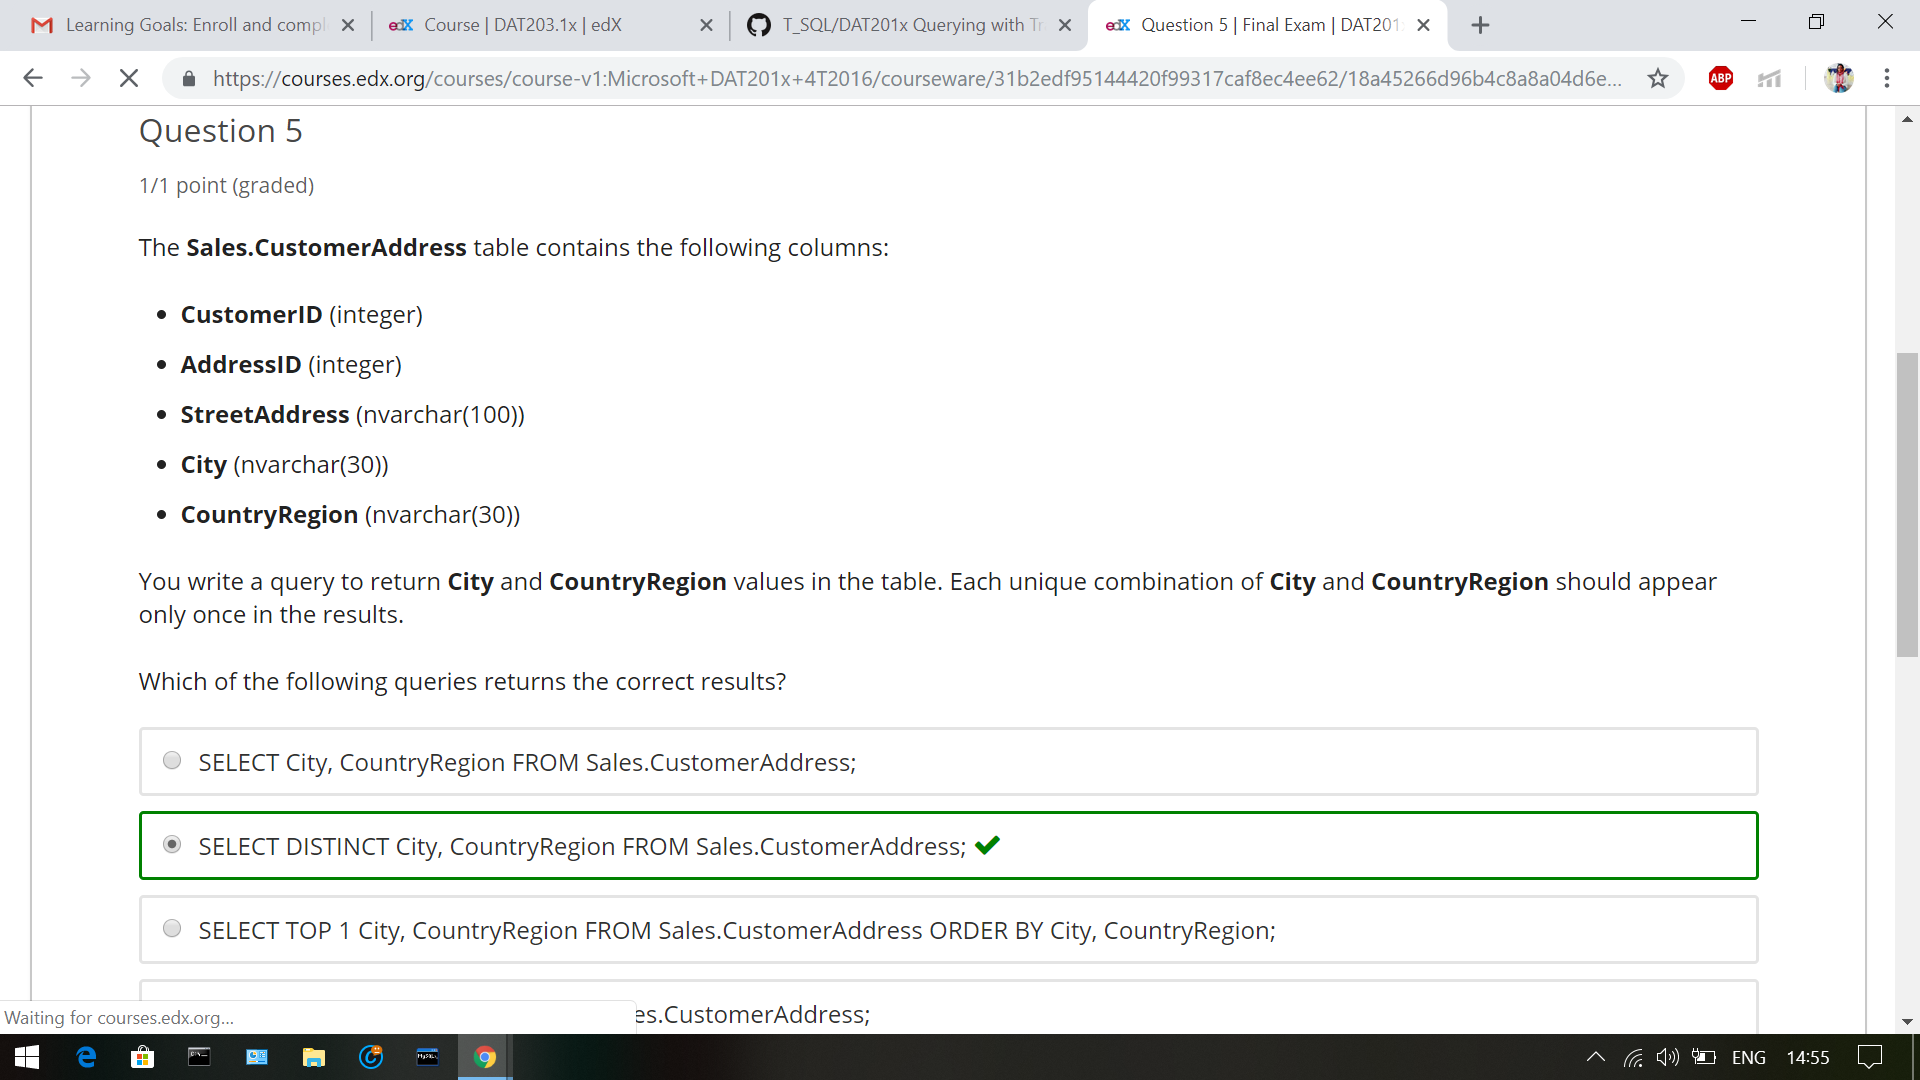 Learning Goals: Enroll and compl
edX Course | DAT203.1x | edX
T_SQL/DAT201x Querying with Tr
edX Question 5 | Final Exam | DAT201
https://courses.edx.org/courses/course-v1:Microsoft+DAT201x+4T2016/courseware/31b2edf95144420f99317caf8ec4ee62/18a45266d96b4c8a8a04d6e...
ABP
Question 5
1/1 point (graded)
The Sales.CustomerAddress table contains the following columns:
• CustomerID (integer)
• AddressID (integer)
• StreetAddress (nvarchar(100))
• City (nvarchar(30))
• CountryRegion (nvarchar(30))
You write a query to return City and CountryRegion values in the table. Each unique combination of City and CountryRegion should appear
only once in the results.
Which of the following queries returns the correct results?
SELECT City, CountryRegion FROM Sales.CustomerAddress;
SELECT DISTINCT City, CountryRegion FROM Sales.CustomerAddress;
SELECT TOP 1 City, CountryRegion FROM Sales.CustomerAddress ORDER BY City, CountryRegion;
es.CustomerAddress;
Waiting for courses.edx.org...
ENG
14:55